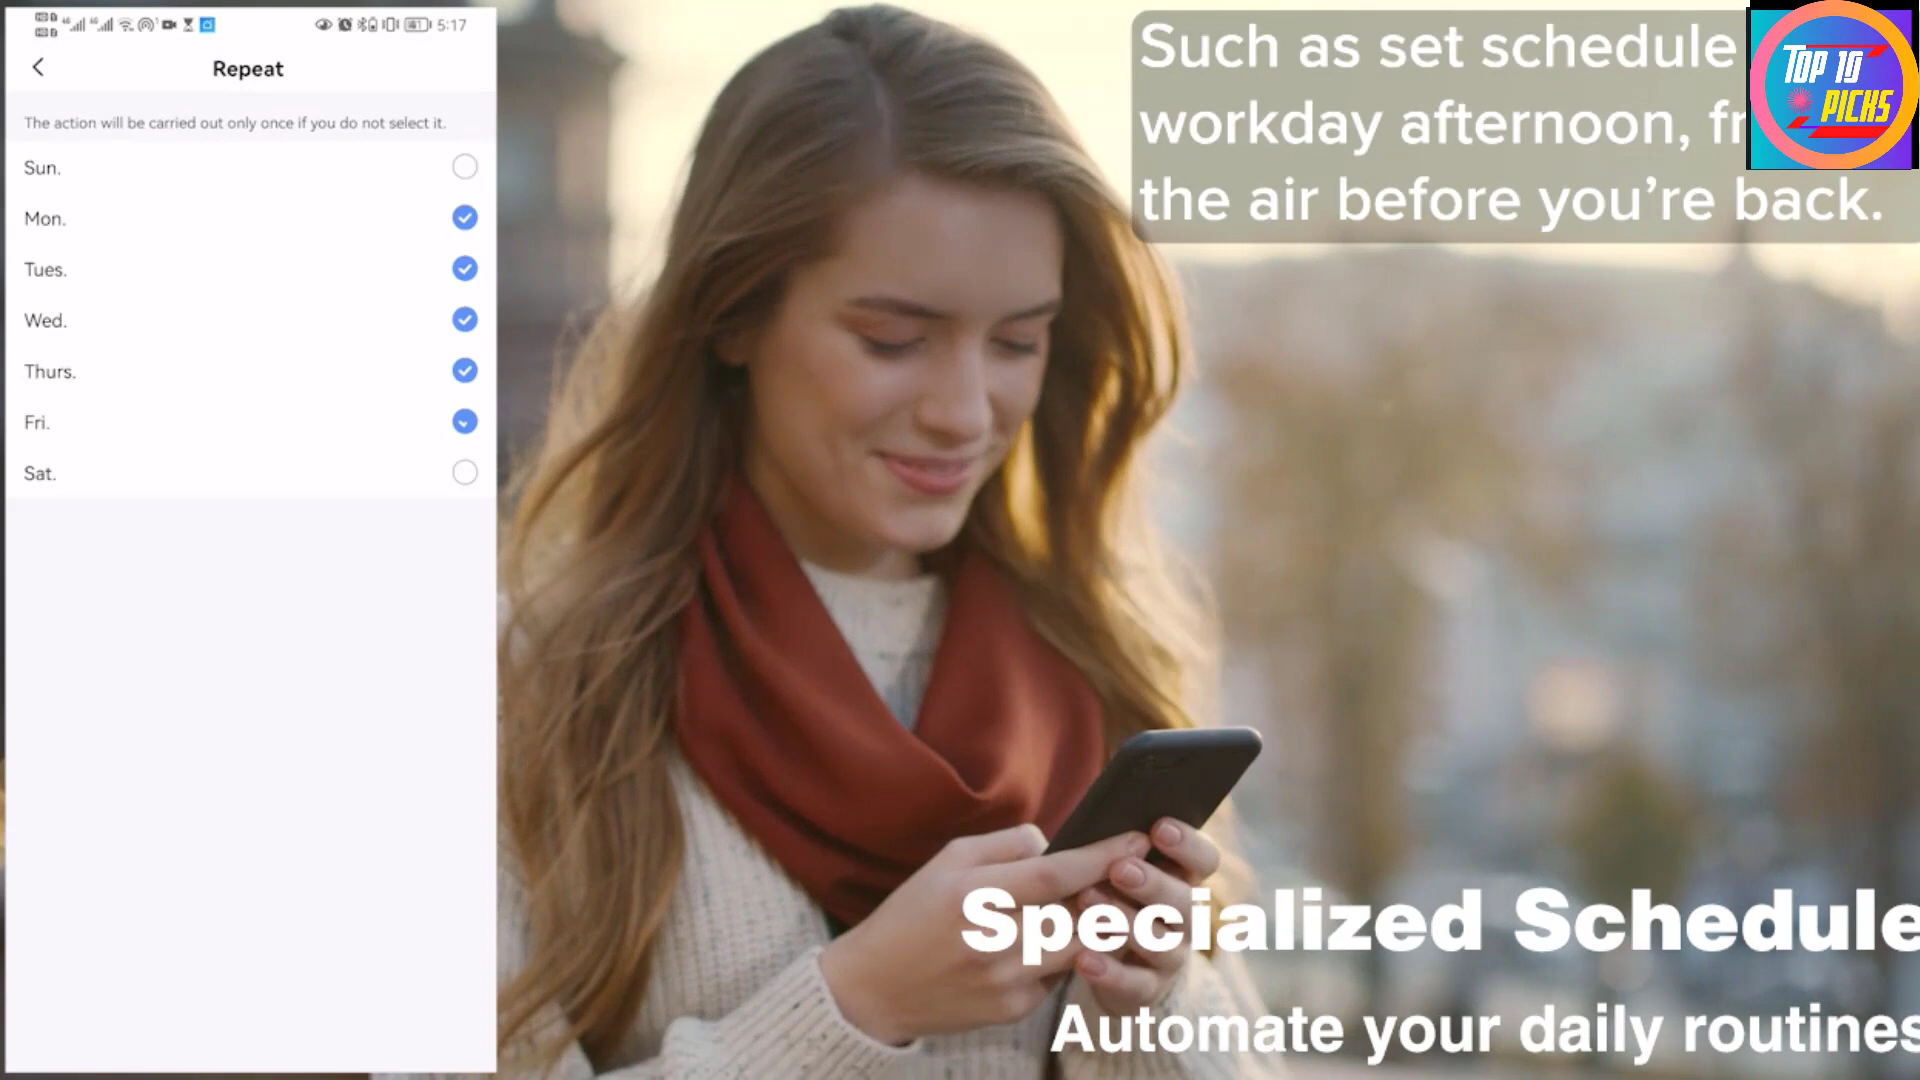 5:17
Repeat
The action will be carried out only once if you do not select it.
Sun.
Mon.
Tues.
Wed.
Thurs.
Fri.
Sat.
Such as set schedule
workday afternoon,
the air before you’re back.
TOP 10
PICKS
Specialized Schedule
Automate your daily routines